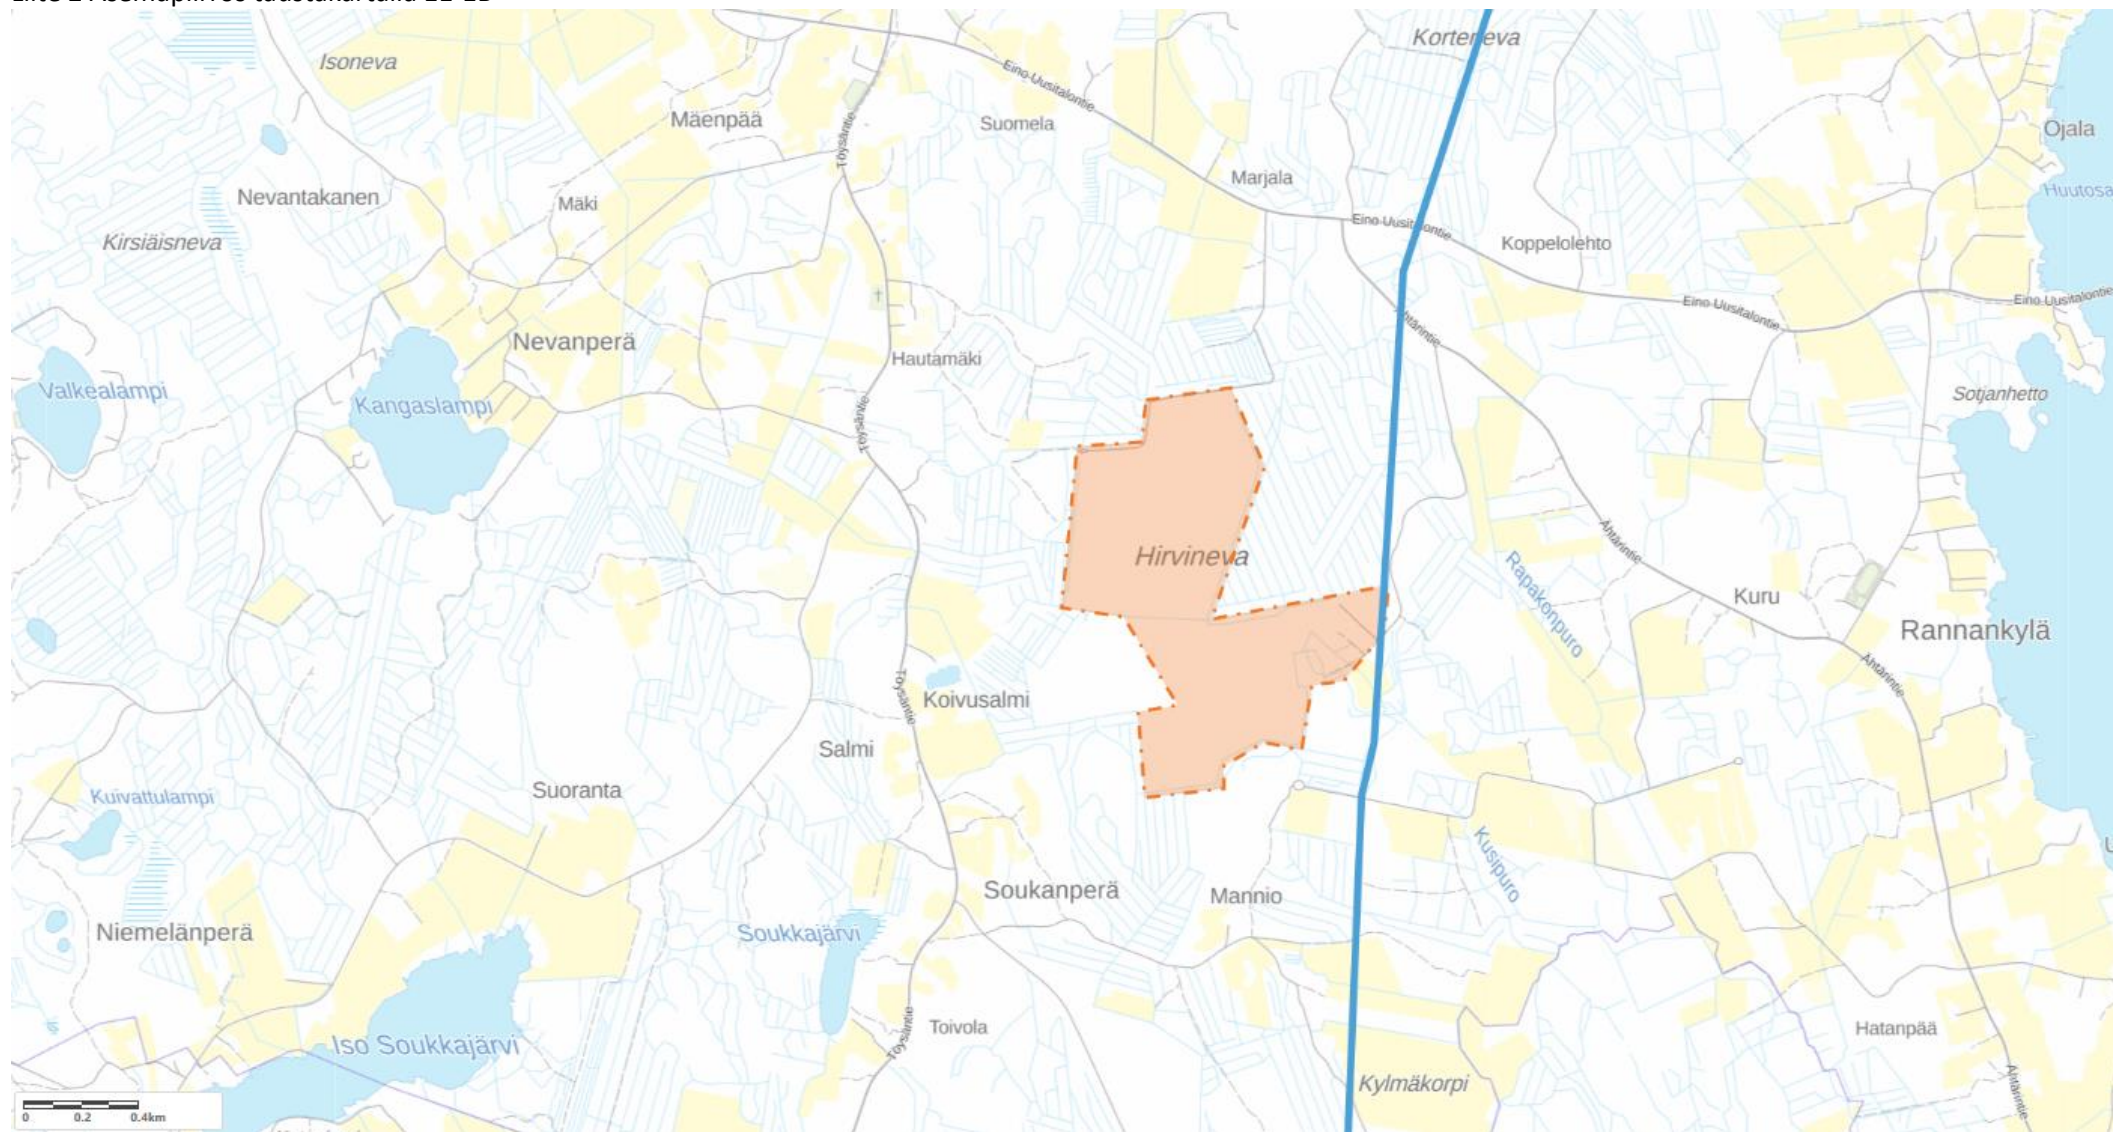 Isoneva
Korteneva
Eino Uusitalontie
Mäenpää
Suomela
Töysäntie
Ojala
Marjala
Huutosa
Nevantakanen
Mäki
Eino Uusitalontie
Kirsiäisneva
Koppelolehto
Eino Uusitalontie
Eino Uusitalontie
Ähtärintie
Nevanperä
Hautamäki
Valkealampi
Kangaslampi
Sotjanhetto
Töysäntie
Hirvineva
Ähtärintie
Rapakonpuro
Kuru
Rannankylä
Ähtärintie
Töysäntie
Koivusalmi
Salmi
Suoranta
Kuivattulampi
Kusipuro
Soukanperä
Mannio
Niemelänperä
Soukkajärvi
Toivola
Töysäntie
Hatanpää
Iso Soukkajärvi
Kylmäkorpi
Ähtärintie
0 0.2 0.4km